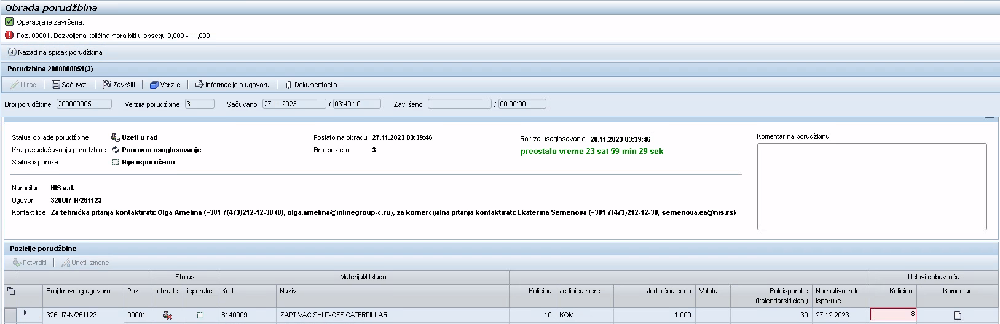 Obrada porudžbina
Operacija je završena.
Poz. 00001. Dozvoljena količina mora biti u opsegu 9,000 - 11,000.
Nazad na spisak porudžbina
Porudžbina 2000000051(3)
U rad Sačuvati Završiti Verzije Informacije o ugovoru Dokumentacija
Broj porudžbine 2000000051 Verzija porudžbine 3 Sačuvano 27.11.2023 / 03:40:10 Završeno / 00:00:00
Status obrade porudžbine Uzeti u rad Poslato na obradu 27.11.2023 03:39:46 Rok za usaglašavanje 28.11.2023 03:39:46 Komentar na porudžbinu
Krug usaglašavanja porudžbine Ponovno usaglašavanje Broj pozicija 3 preostalo vreme 23 sat 59 min 29 sek
Status isporuke Nije isporučeno
Naručilac NIS a.d.
Ugovori 326UI7-N/261123
Kontakt lice Za tehnička pitanja kontaktirati: Olga Amelina (+381 7(473)212-12-38 (0), olga.amelina@inlinegroup-c.ru), za komercijalna pitanja kontaktirati: Ekaterina Semenova (+381 7(473)212-12-38, semenova.ea@nis.rs)
Pozicije porudžbine
Potvrditi Uneti izmene
Status Materijal/Usluga Uslovi dobavljača
Broj krovnog ugovora Poz. obrade isporuke Kod Naziv Količina Jedinica mere Jedinična cena Valuta Rok isporuke Normativni rok Količina Komentar
(kalendarski dani) isporuke
326UI7-N/261123 00001 6140009 ZAPTIVAC SHUT-OFF CATERPILLAR 10 KOM 1.000 30 27.12.2023 8